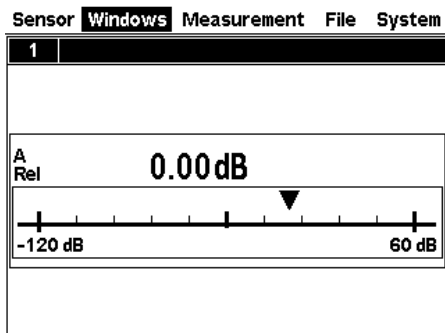 Sensor Windows Measurement File System
1
A
Rel
0.00 dB
-120 dB 60 dB